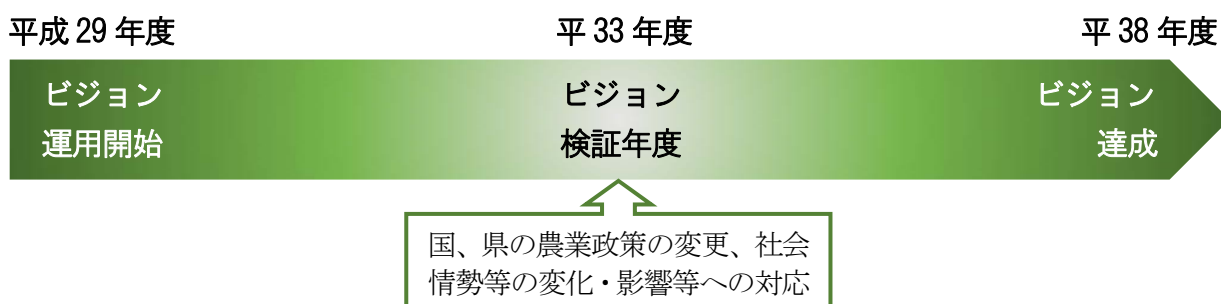 平成 29 年度
平 33 年度
平 38 年度
ビジョン
運用開始
ビジョン
検証年度
ビジョン
達成
国、県の農業政策の変更、社会
情勢等の変化・影響等への対応